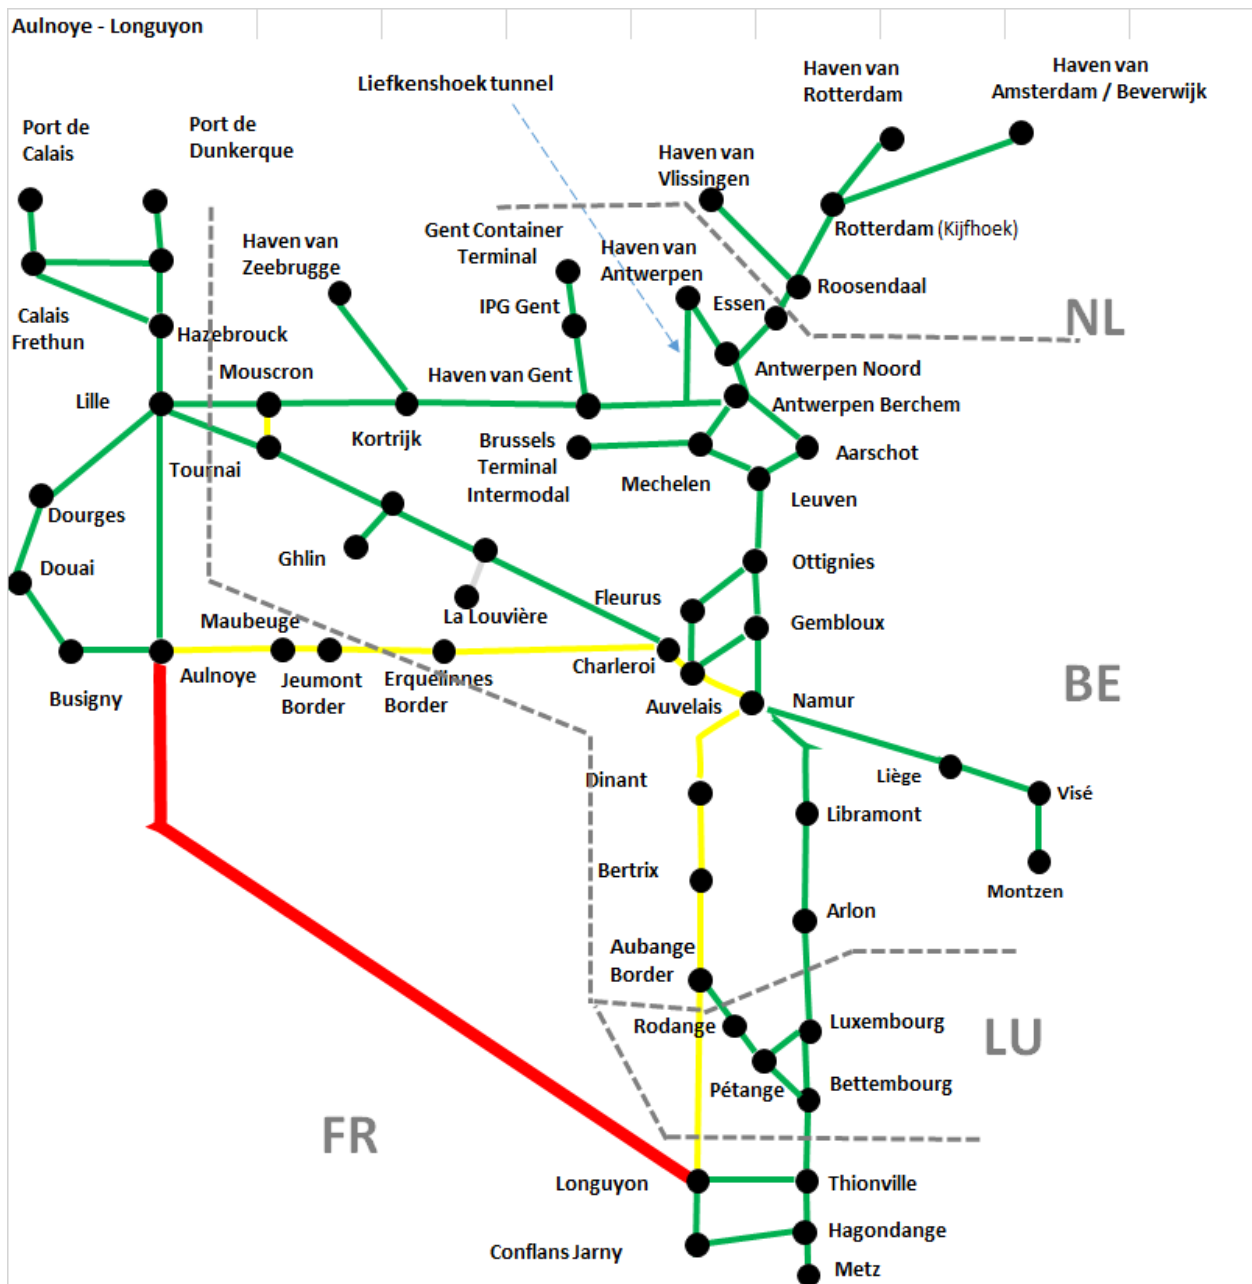 Aulnoye - Longuyon
Haven van
Rotterdam
Haven van
Amsterdam / Beverwijk
Liefkenshoek tunnel
Port de
Calais
Port de
Dunkerque
Haven van
Vlissingen
Rotterdam (Kijfhoek)
Gent Container
Terminal
Haven van
Zeebrugge
Haven van
Antwerpen
Roosendaal
Essen
IPG Gent
NL
Calais
Frethun
Hazebrouck
Mouscron
Haven van Gent
Antwerpen Noord
Lille
Antwerpen Berchem
Kortrijk
Tournai
Brussels
Terminal
Intermodal
Mechelen
Aarschot
Leuven
Dourges
Ghlin
Douai
Ottignies
La Louvière
Fleurus
Gembloux
Maubeuge
Aulnoye
Jeumont
Border
Erquelinnes
Border
Charleroi
BE
Busigny
Auvelais
Namur
Dinant
Liège
Visé
Libramont
Bertrix
Montzen
Arlon
Aubange
Border
Rodange
Luxembourg
LU
Pétange
Bettembourg
FR
Longuyon
Thionville
Conflans Jarny
Hagondange
Metz